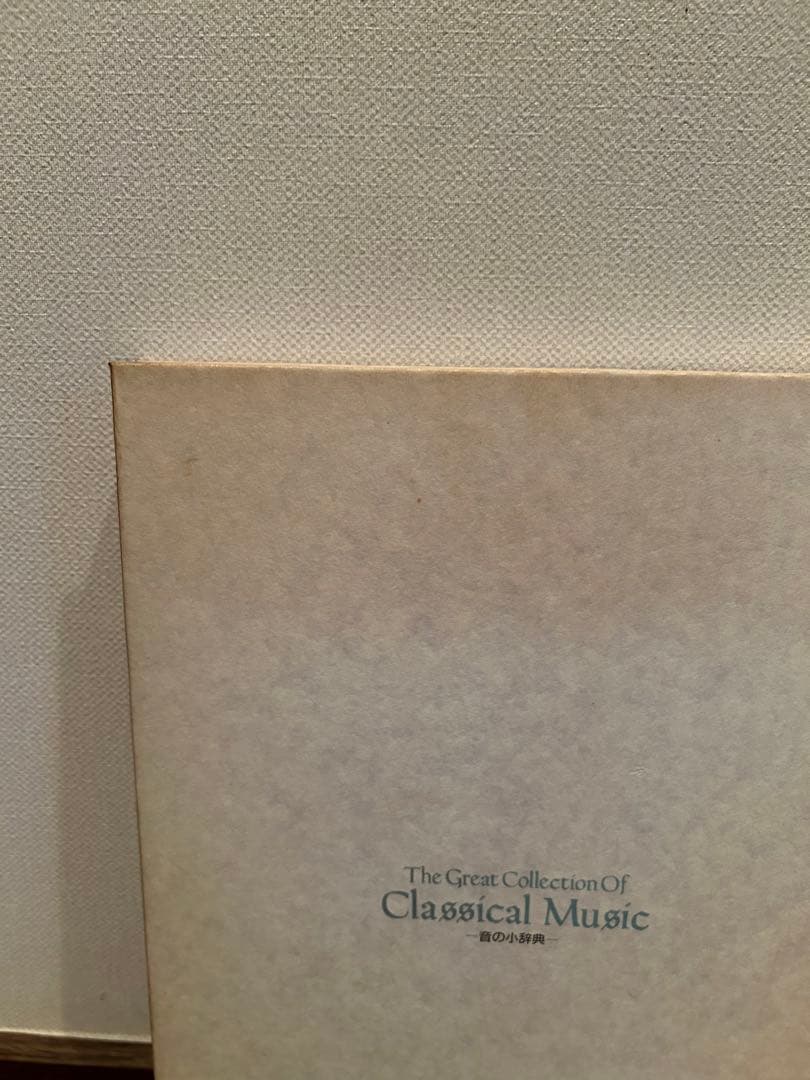 The Great Collection Of
Classical Music
—音の小辞典—